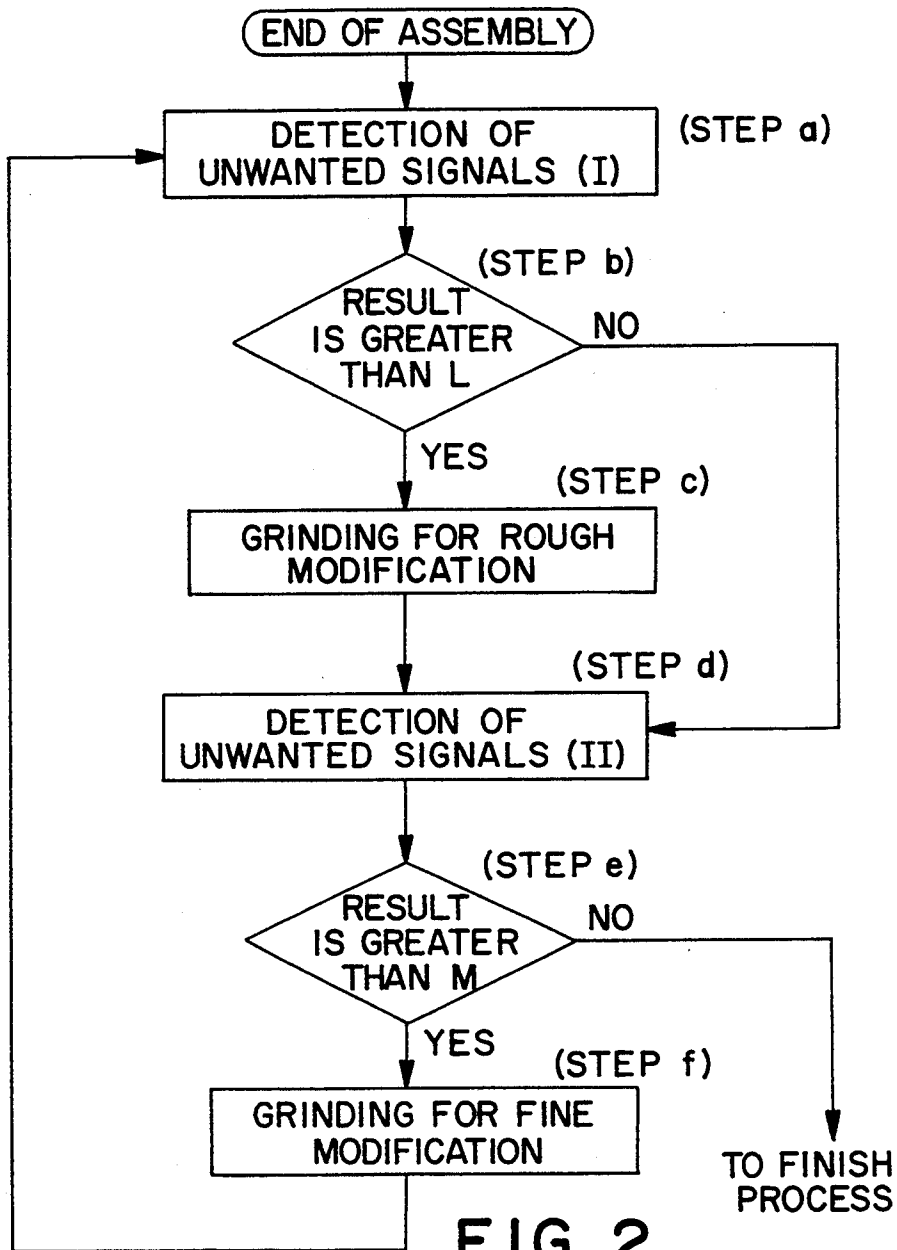 END OF ASSEMBLY
DETECTION OF
UNWANTED SIGNALS (I)
(STEP a)
(STEP b)
RESULT
IS GREATER
THAN L
NO
YES
(STEP c)
GRINDING FOR ROUGH
MODIFICATION
(STEP d)
DETECTION OF
UNWANTED SIGNALS (II)
(STEP e)
RESULT
IS GREATER
THAN M
NO
YES
(STEP f)
GRINDING FOR FINE
MODIFICATION
TO FINISH
PROCESS
FIG. 2